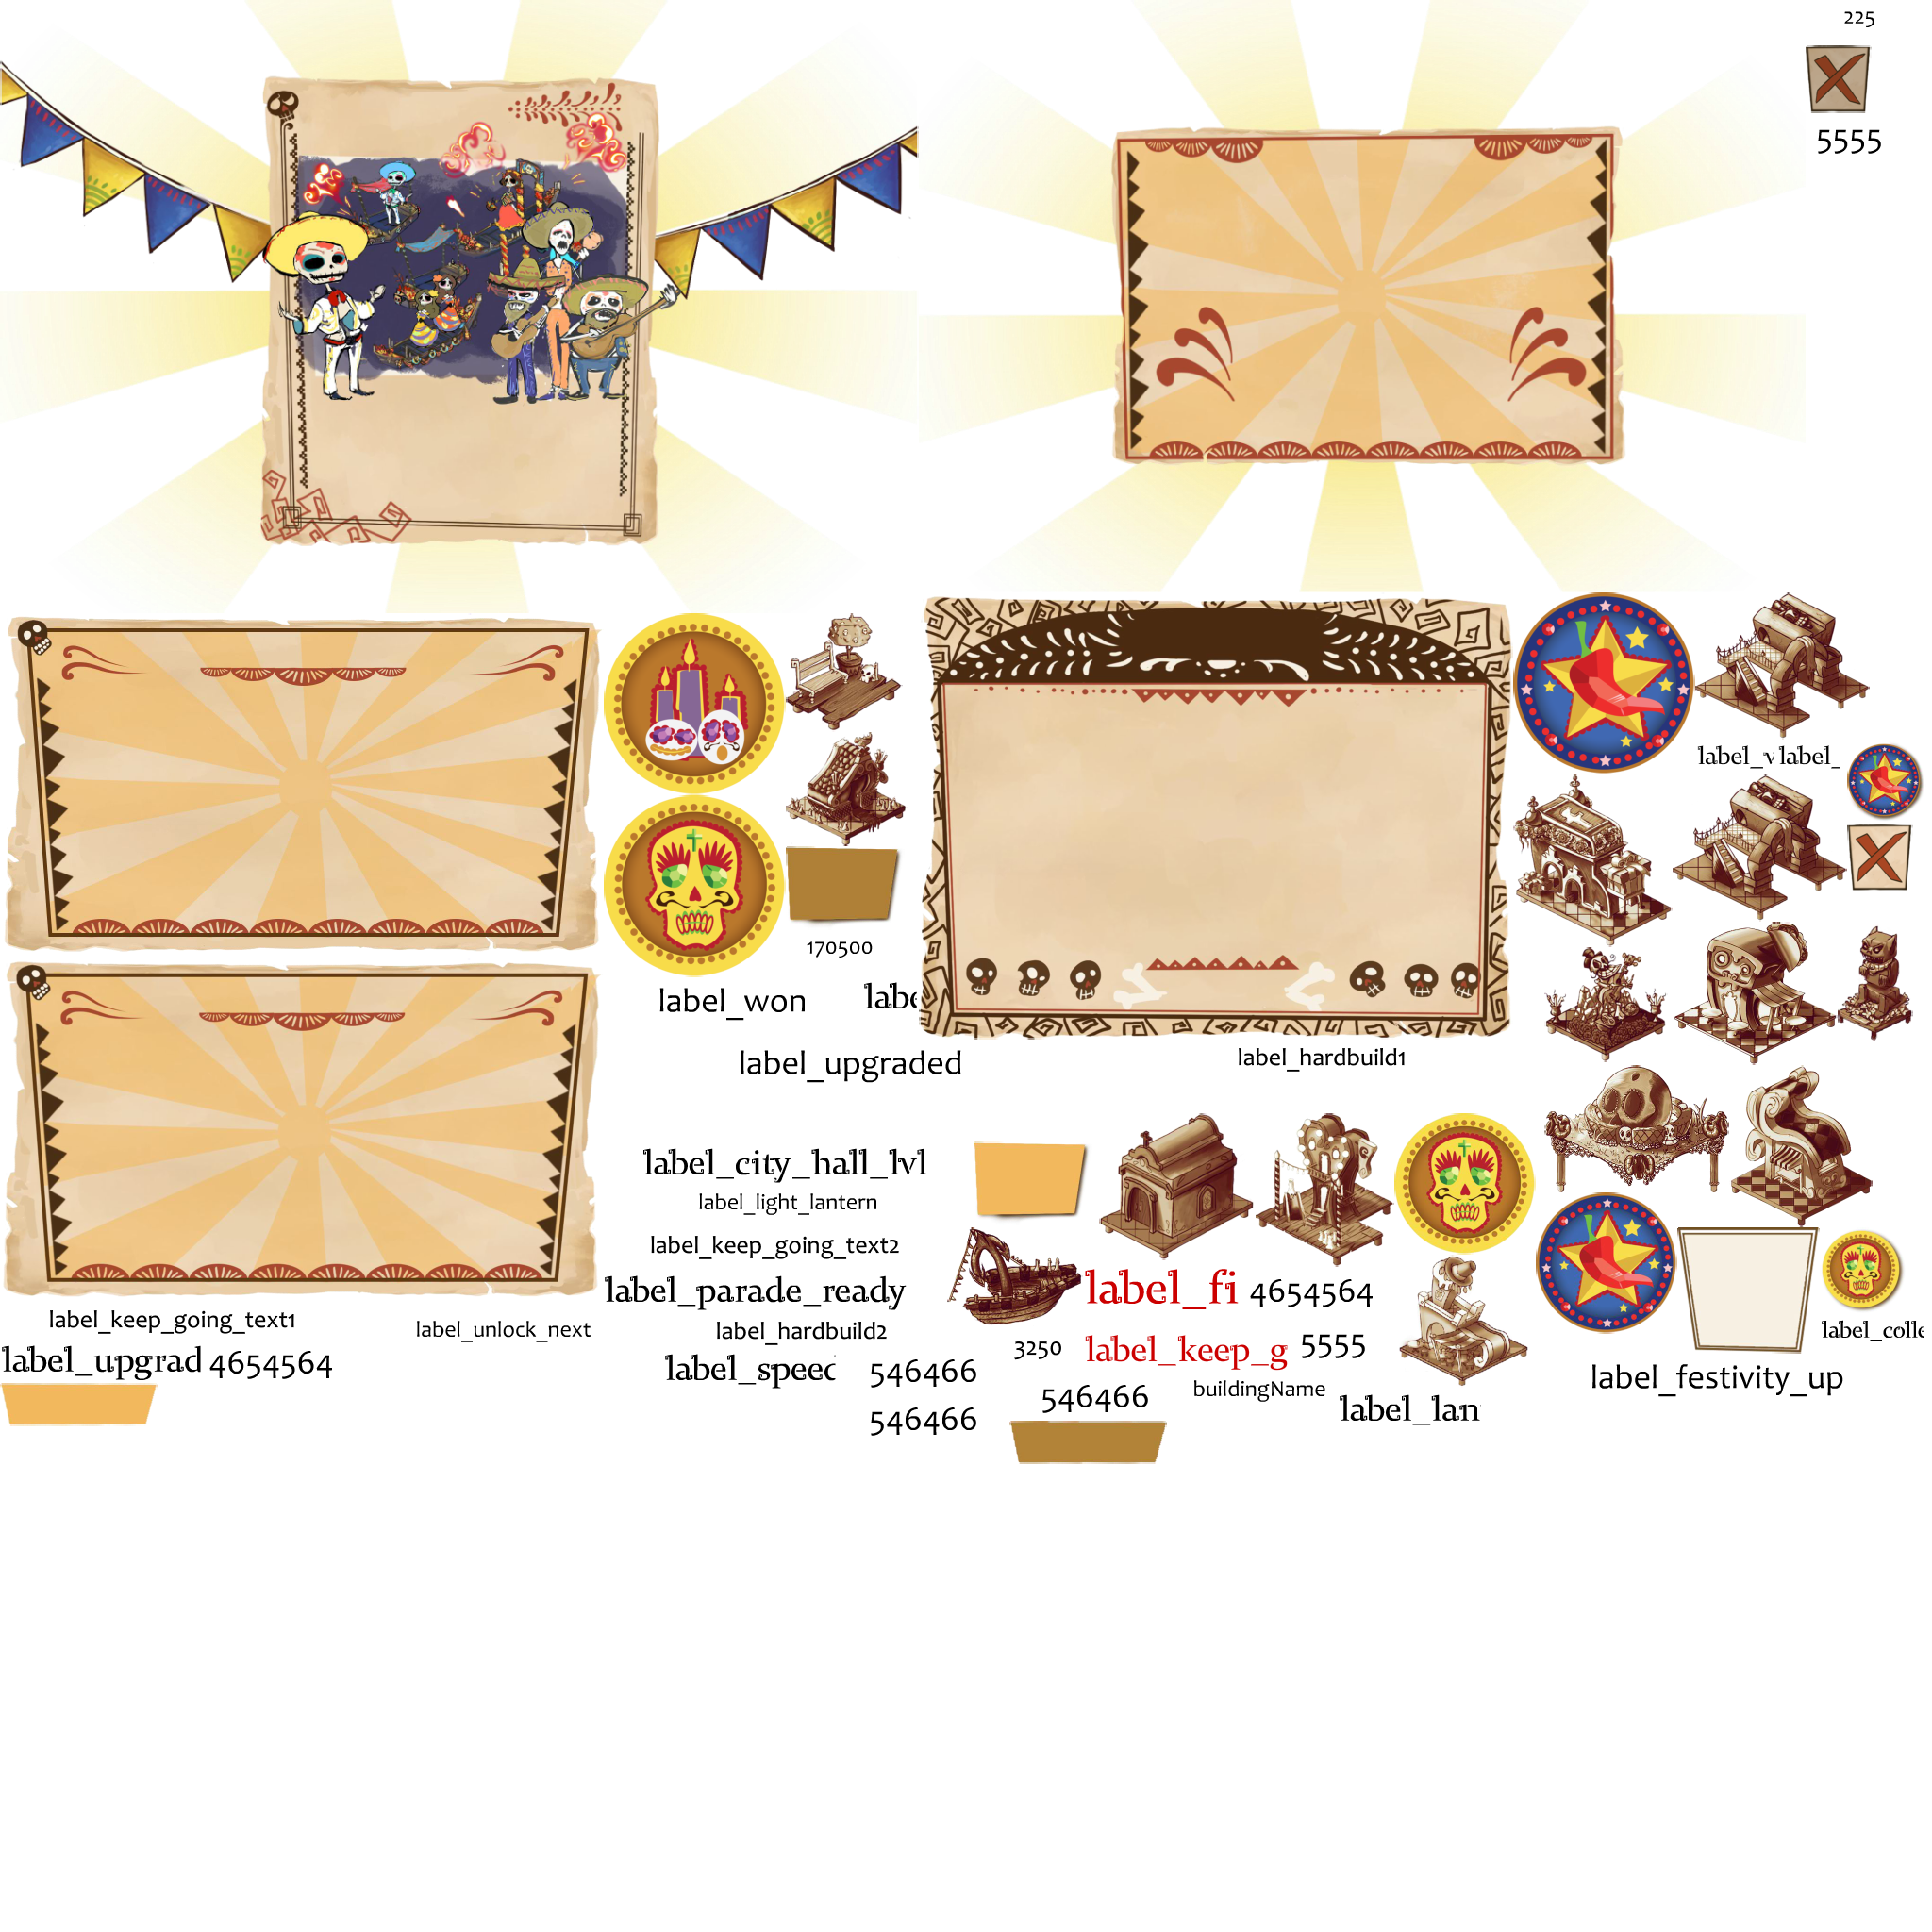 225
5555
label_v label_
170500
label_won
labe
label_upgraded
label_hardbuild1
label_city_hall_lvl
label_light_lantern
label_keep_going_text2
label_parade_ready
label_fi
4654564
label_keep_going_text1
label_unlock_next
label_hardbuild2
3250
label_keep_g
5555
label_colle
label_upgrad
4654564
label_speec
546466
546466
buildingName
label_lan
label_festivity_up
546466